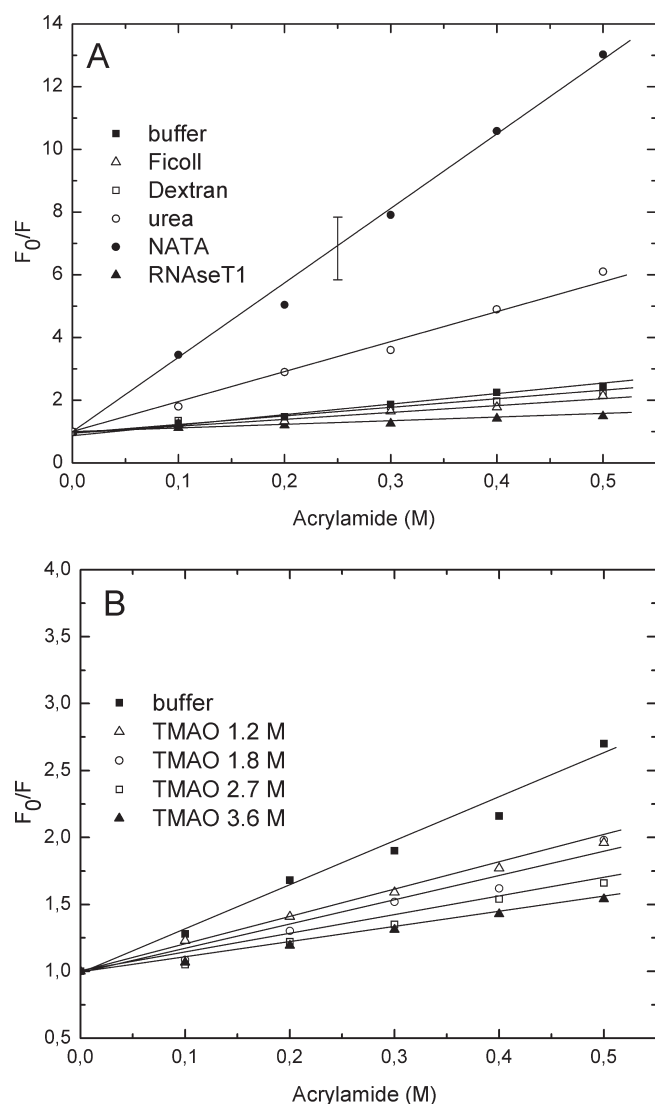 A
14
12
10
8
6
4
2
0
F0/F
buffer
Ficoll
Dextran
urea
NATA
RNAseT1
0,0 0,1 0,2 0,3 0,4 0,5
Acrylamide (M)
B
4,0
3,5
3,0
2,5
2,0
1,5
1,0
0,5
F0/F
buffer
TMAO 1.2 M
TMAO 1.8 M
TMAO 2.7 M
TMAO 3.6 M
0,0 0,1 0,2 0,3 0,4 0,5
Acrylamide (M)